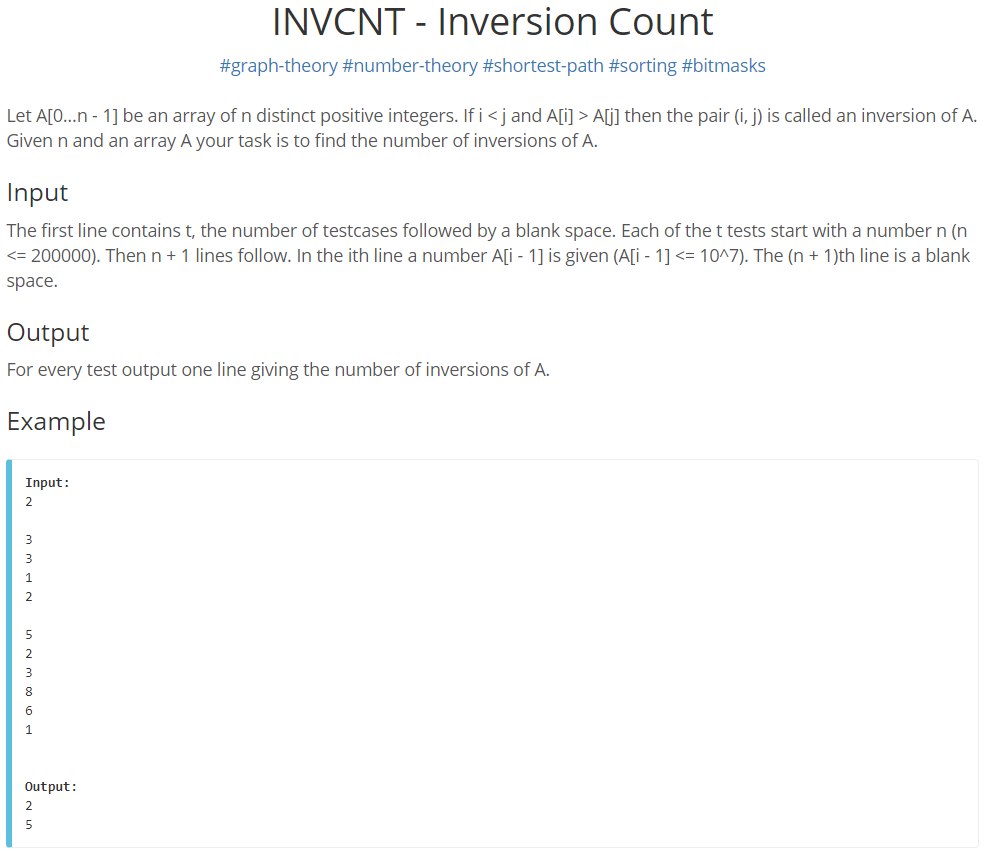 INVCNT - Inversion Count
#graph-theory #number-theory #shortest-path #sorting #bitmasks
Let A[0...n - 1] be an array of n distinct positive integers. If i < j and A[i] > A[j] then the pair (i, j) is called an inversion of A.
Given n and an array A your task is to find the number of inversions of A.
Input
The first line contains t, the number of testcases followed by a blank space. Each of the t tests start with a number n (n
<= 200000). Then n + 1 lines follow. In the ith line a number A[i - 1] is given (A[i - 1] <= 10^7). The (n + 1)th line is a blank
space.
Output
For every test output one line giving the number of inversions of A.
Example
Input:
2
3
3
1
2
5
2
3
8
6
1
Output:
2
5